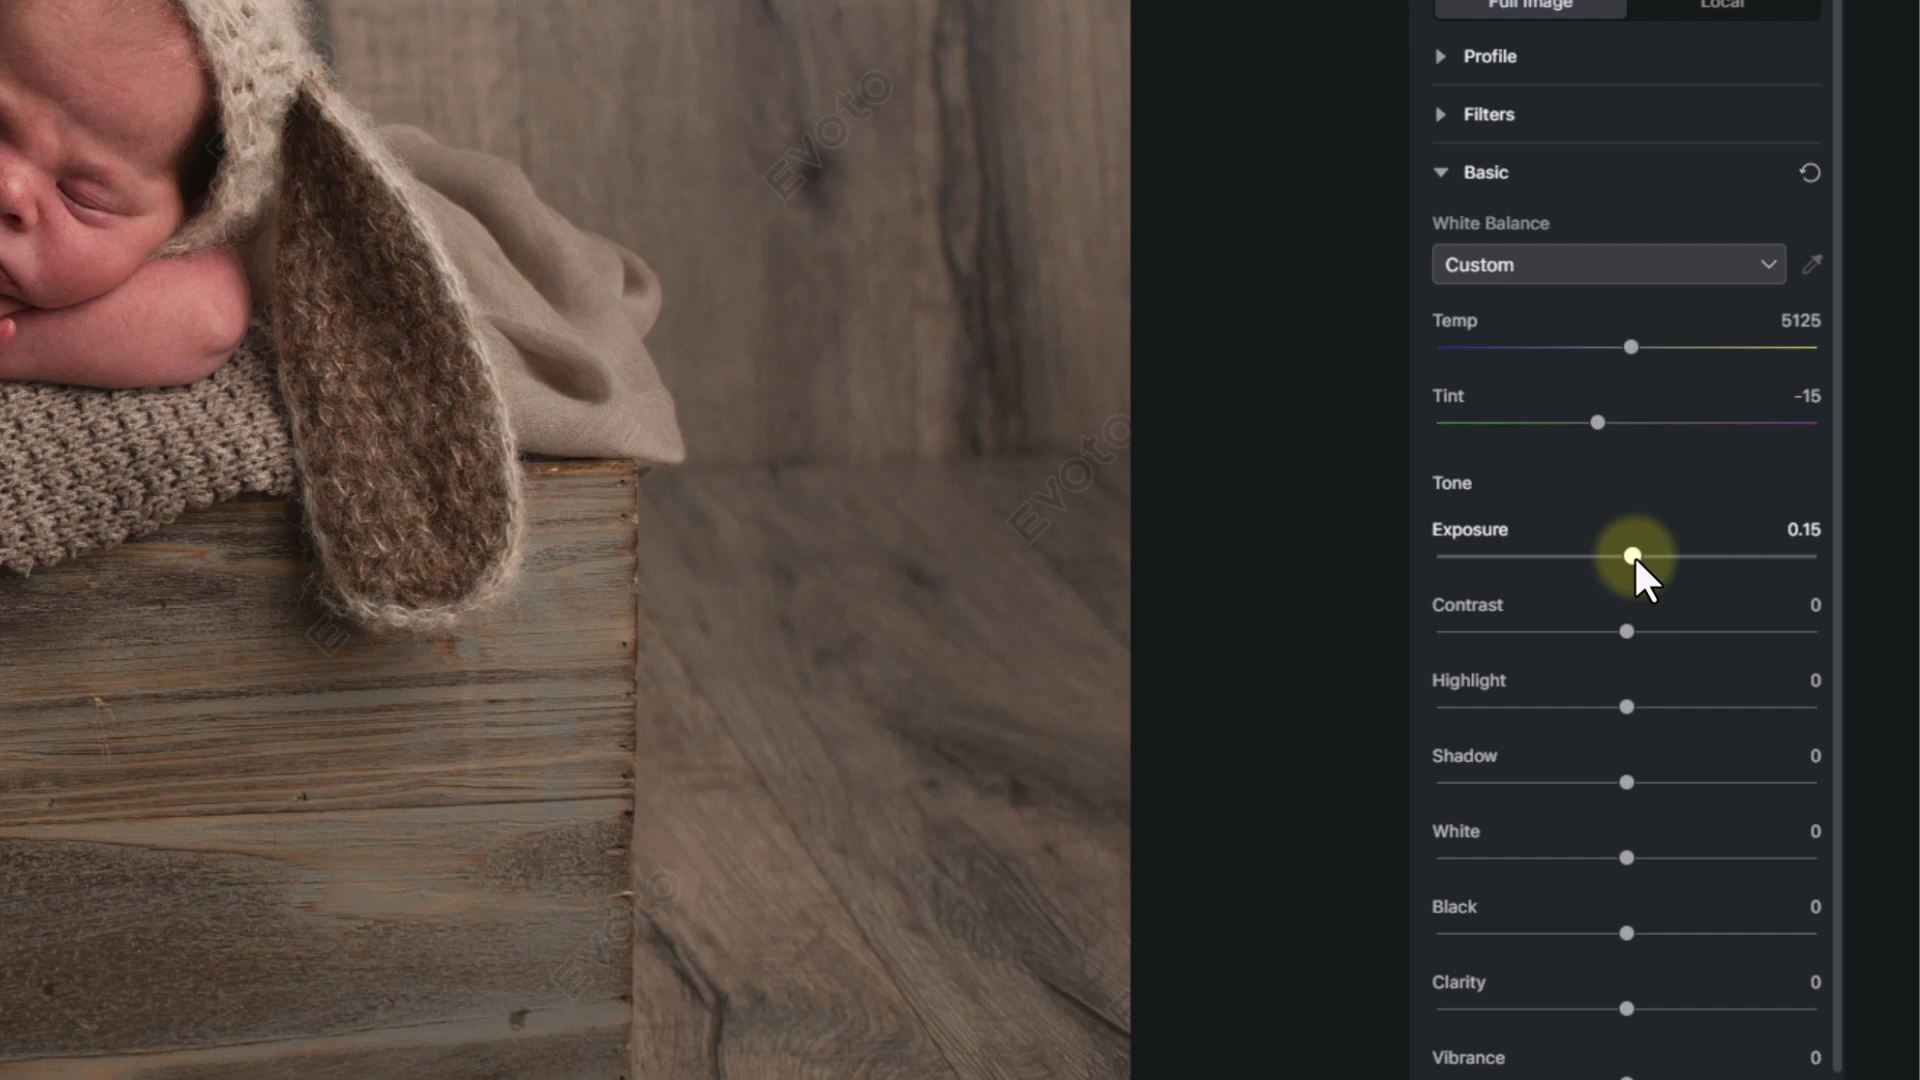 Full Image
Local
Profile
Filters
Basic
White Balance
Custom
Temp 5125
Tint -15
Tone
Exposure 0.15
Contrast 0
Highlight 0
Shadow 0
White 0
Black 0
Clarity 0
Vibrance 0
EVOTO
EVOTO
EVOTO